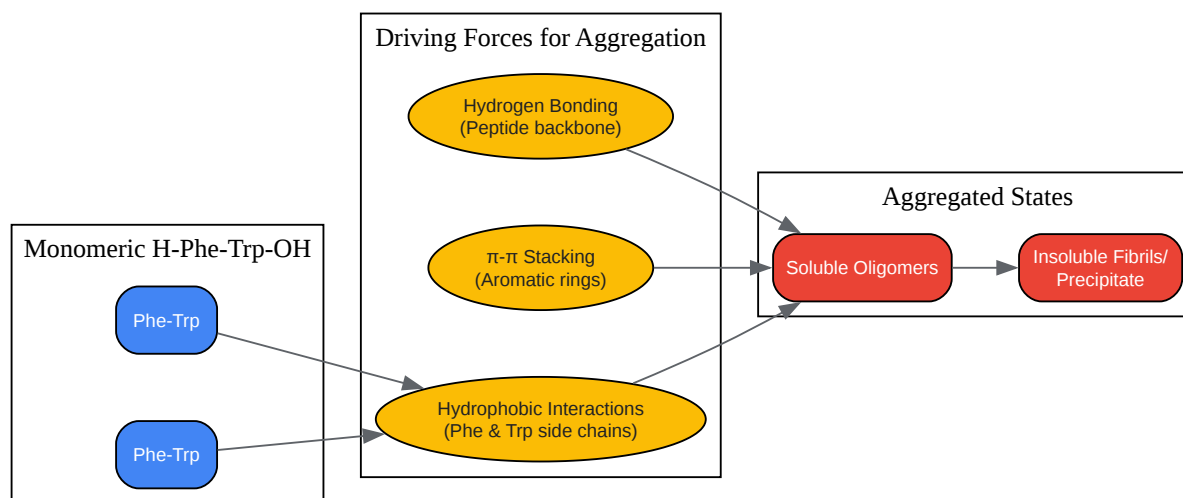 Monomeric H-Phe-Trp-OH
Phe-Trp
Phe-Trp
Driving Forces for Aggregation
Hydrogen Bonding
(Peptide backbone)
π-π Stacking
(Aromatic rings)
Hydrophobic Interactions
(Phe & Trp side chains)
Aggregated States
Soluble Oligomers
Insoluble Fibrils/
Precipitate